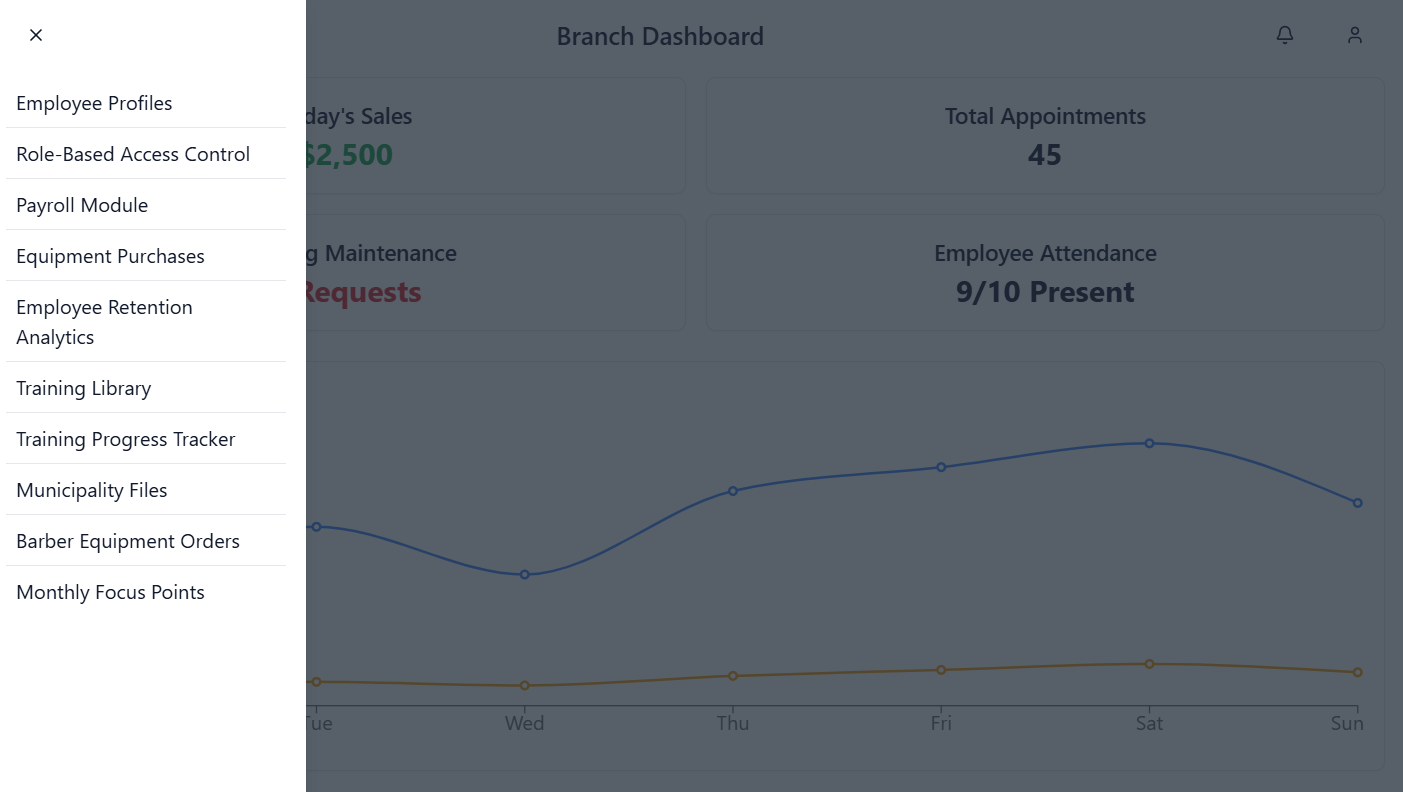 Branch Dashboard
Employee Profiles
Role-Based Access Control
Payroll Module
Equipment Purchases
Employee Retention
Analytics
Training Library
Training Progress Tracker
Municipality Files
Barber Equipment Orders
Monthly Focus Points
day's Sales
$2,500
Total Appointments
45
g Maintenance
Requests
Employee Attendance
9/10 Present
Tue Wed Thu Fri Sat Sun